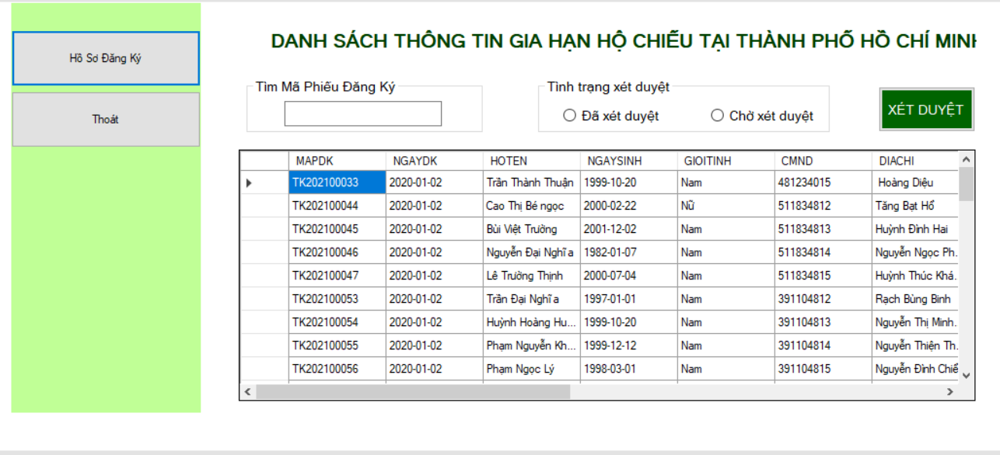 DANH SÁCH THÔNG TIN GIA HẠN HỘ CHIẾU TẠI THÀNH PHỐ HỒ CHÍ MINH
Hồ Sơ Đăng Ký
Thoát
Tìm Mã Phiếu Đăng Ký
Tình trạng xét duyệt
Đã xét duyệt
Chờ xét duyệt
XÉT DUYỆT
MAPDK NGAYDK HOTEN NGAYSINH GIOITINH CMND DIACHI
TK202100033 2020-01-02 Trần Thành Thuận 1999-10-20 Nam 481234015 Hoàng Diệu
TK202100044 2020-01-02 Cao Thị Bé ngọc 2000-02-22 Nữ 511834812 Tăng Bạt Hổ
TK202100045 2020-01-02 Bùi Việt Trường 2001-12-02 Nam 511834813 Huỳnh Đình Hai
TK202100046 2020-01-02 Nguyễn Đại Nghĩa 1982-01-07 Nam 511834814 Nguyễn Ngọc Ph.
TK202100047 2020-01-02 Lê Trường Thịnh 2000-07-04 Nam 511834815 Huỳnh Thúc Khá.
TK202100053 2020-01-02 Trần Đại Nghĩa 1997-01-01 Nam 391104812 Rạch Bùng Binh
TK202100054 2020-01-02 Huỳnh Hoàng Hu... 1999-10-20 Nam 391104813 Nguyễn Thị Minh.
TK202100055 2020-01-02 Phạm Nguyễn Kh... 1999-12-12 Nam 391104814 Nguyễn Thiện Th.
TK202100056 2020-01-02 Phạm Ngọc Lý 1998-03-01 Nam 391104815 Nguyễn Đình Chiể